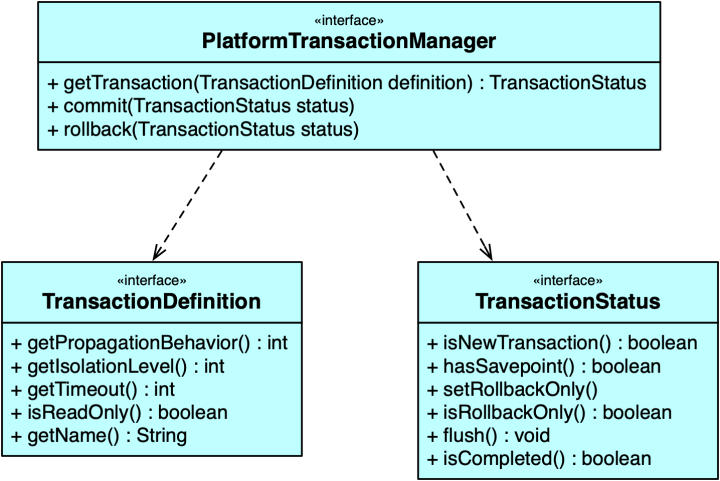 «interface»
PlatformTransactionManager
+ getTransaction(TransactionDefinition definition) : TransactionStatus
+ commit(TransactionStatus status)
+ rollback(TransactionStatus status)
«interface»
TransactionDefinition
+ getPropagationBehavior() : int
+ getIsolationLevel() : int
+ getTimeout() : int
+ isReadOnly() : boolean
+ getName() : String
«interface»
TransactionStatus
+ isNewTransaction() : boolean
+ hasSavepoint() : boolean
+ setRollbackOnly()
+ isRollbackOnly() : boolean
+ flush() : void
+ isCompleted() : boolean